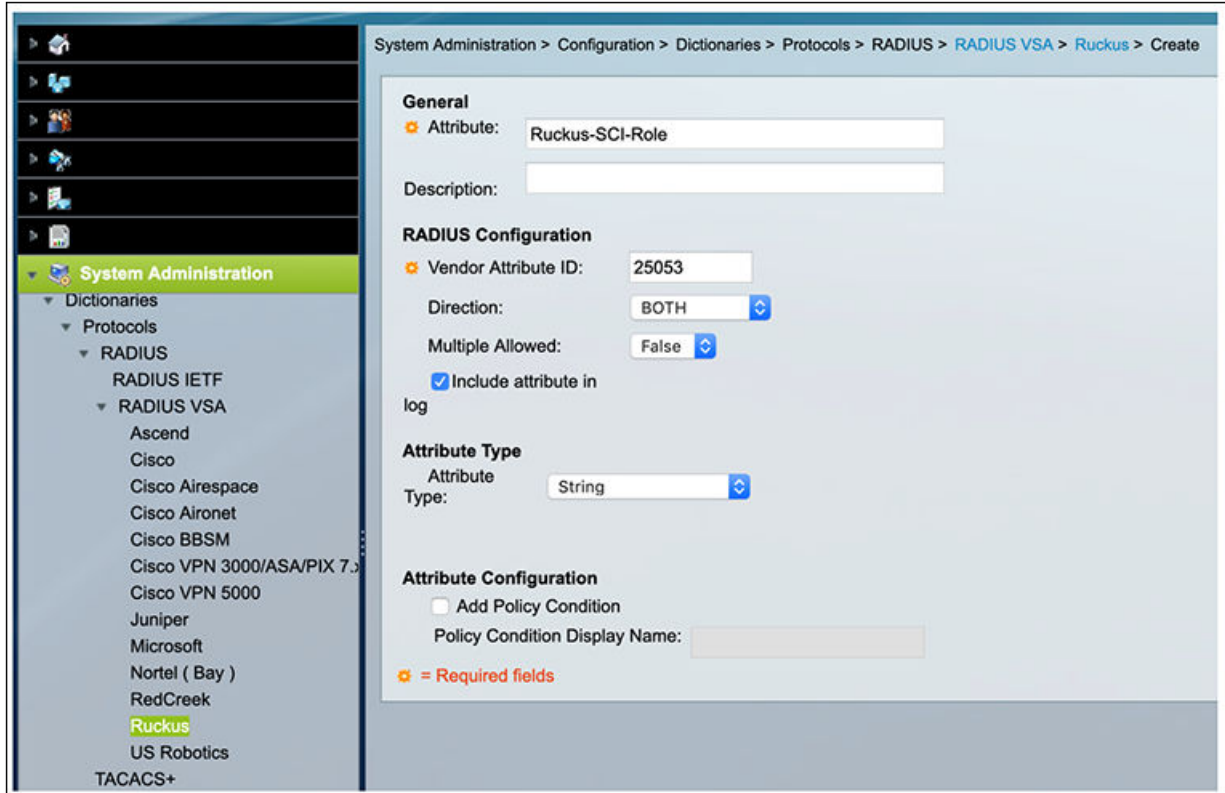 System Administration > Configuration > Dictionaries > Protocols > RADIUS > RADIUS VSA > Ruckus > Create
System Administration
Dictionaries
Protocols
RADIUS
RADIUS IETF
RADIUS VSA
Ascend
Cisco
Cisco Airespace
Cisco Aironet
Cisco BBSM
Cisco VPN 3000/ASA/PIX 7.x
Cisco VPN 5000
Juniper
Microsoft
Nortel ( Bay )
RedCreek
Ruckus
US Robotics
TACACS+
General
Attribute: Ruckus-SCI-Role
Description:
RADIUS Configuration
Vendor Attribute ID: 25053
Direction: BOTH
Multiple Allowed: False
Include attribute in
log
Attribute Type
Attribute
Type: String
Attribute Configuration
Add Policy Condition
Policy Condition Display Name:
= Required fields